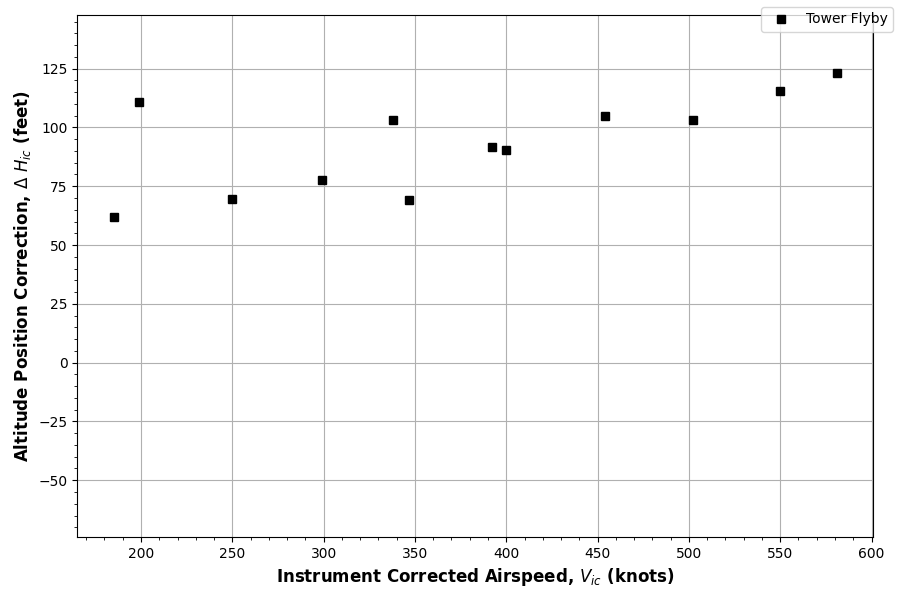 Tower Flyby
125
100
75
50
25
0
−25
−50
Altitude Position Correction, Δ H_ic (feet)
200 250 300 350 400 450 500 550 600
Instrument Corrected Airspeed, V_ic (knots)